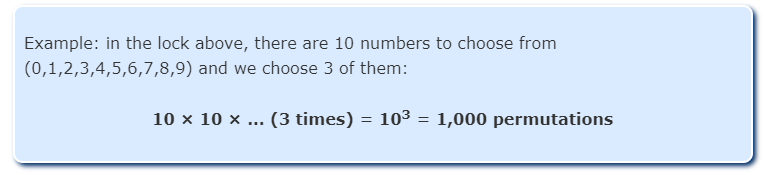 Example: in the lock above, there are 10 numbers to choose from
(0,1,2,3,4,5,6,7,8,9) and we choose 3 of them:
10 × 10 × ... (3 times) = 10³ = 1,000 permutations